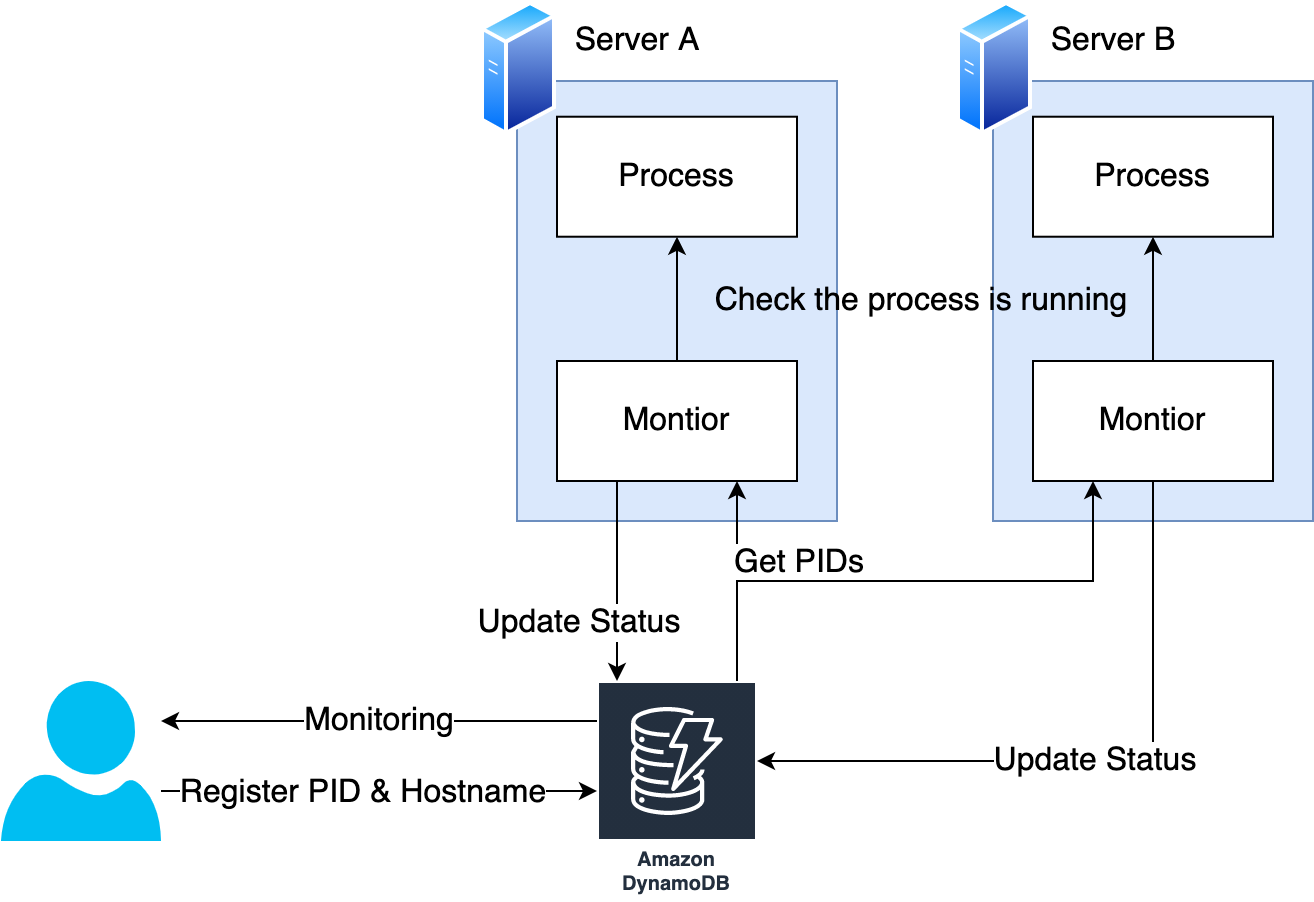 Server A
Server B
Process
Process
Check the process is running
Montior
Montior
Get PIDs
Update Status
Monitoring
Update Status
Register PID & Hostname
Amazon
DynamoDB